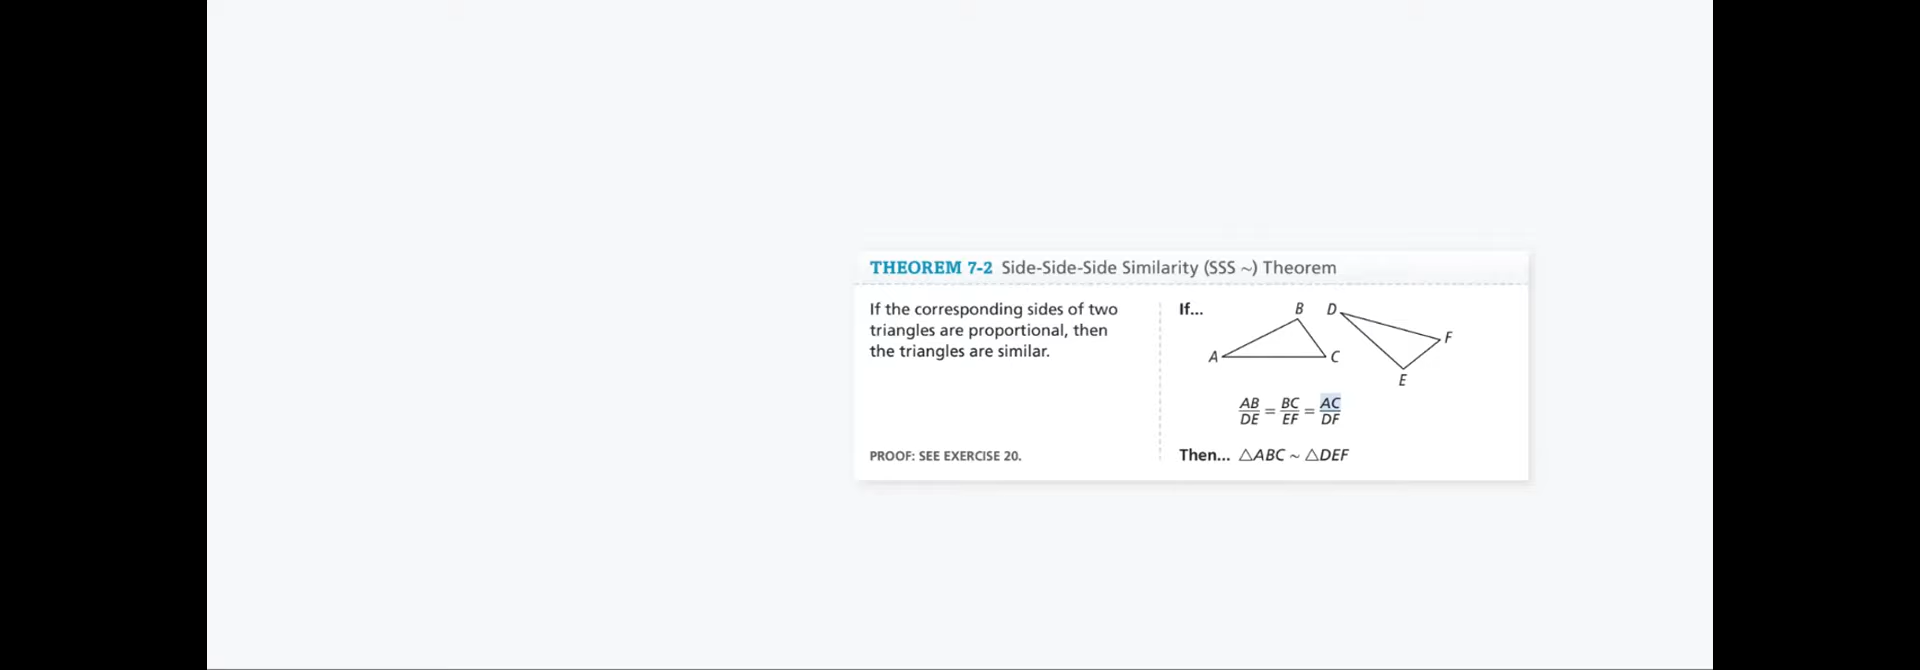 THEOREM 7-2 Side-Side-Side Similarity (SSS ~) Theorem
If the corresponding sides of two
triangles are proportional, then
the triangles are similar.
PROOF: SEE EXERCISE 20.
If...
B D
F
A C
E
AB/DE = BC/EF = AC/DF
Then... △ABC ~ △DEF